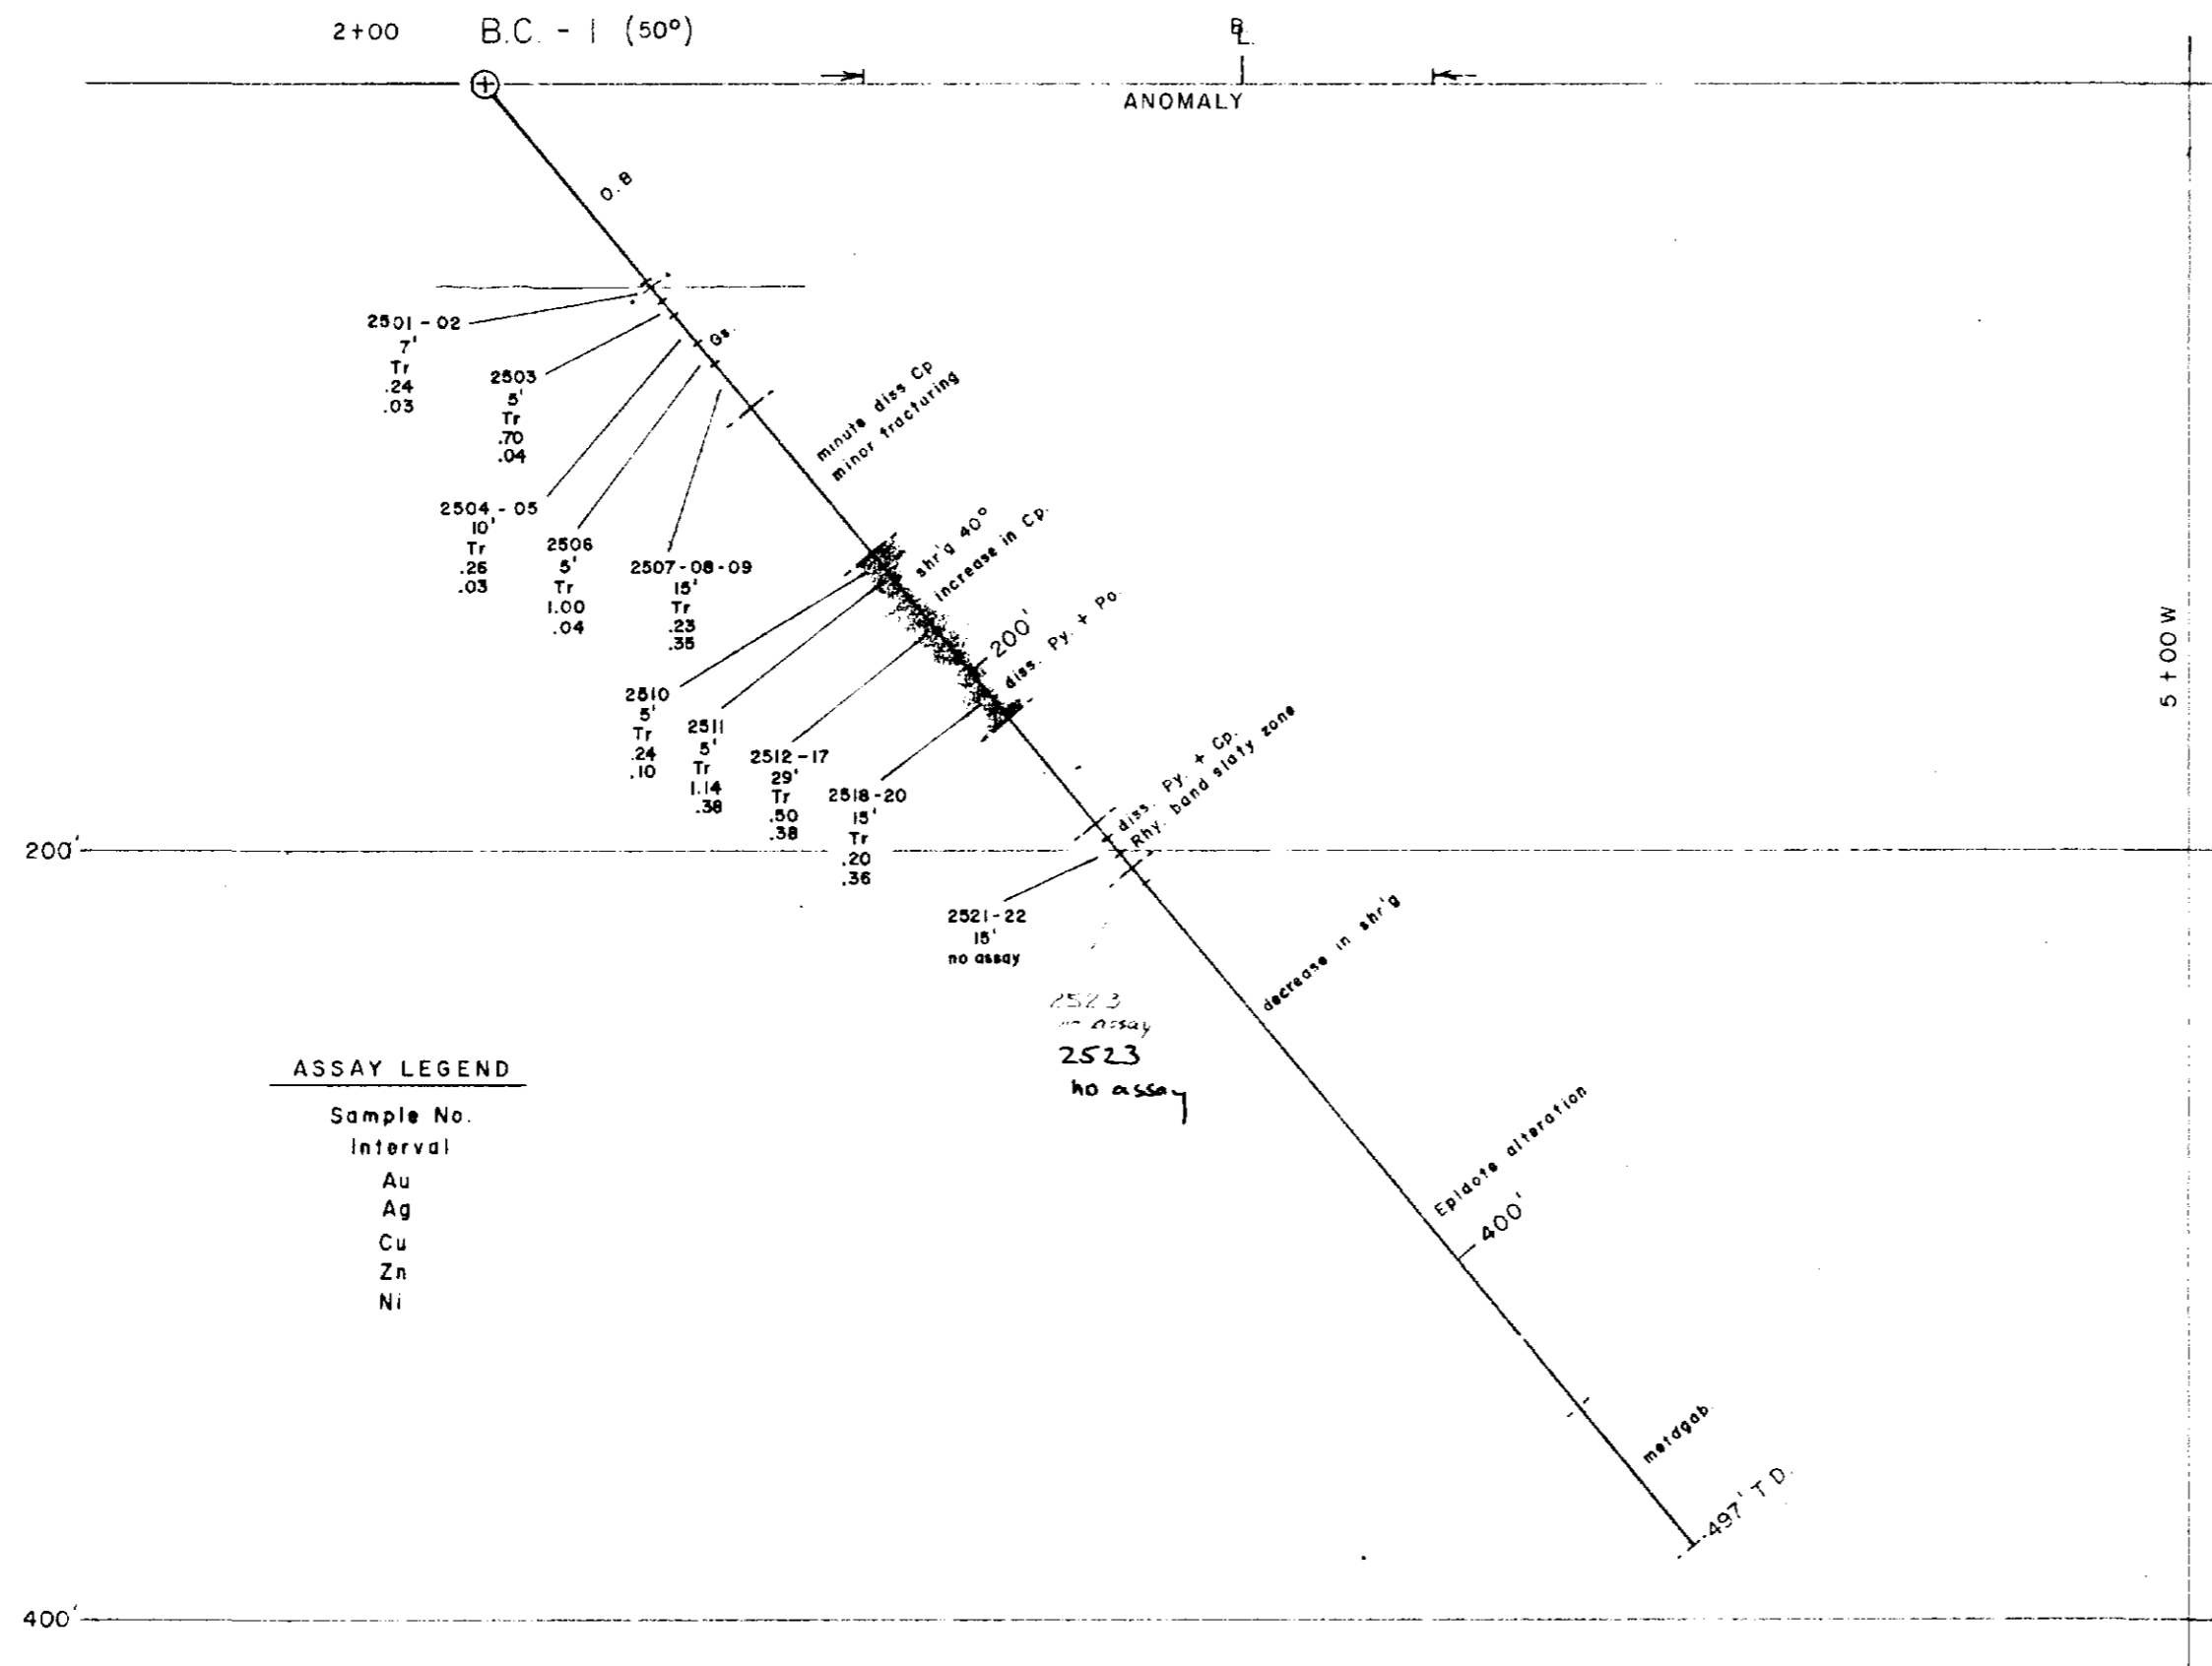 2+00 B.C. - 1 (50°)
B.L.
ANOMALY
O.B
2501-02
7'
Tr
.24
.03
2503
5'
Tr
.70
.04
Gs.
2504-05
10'
Tr
.26
.03
2506
5'
Tr
1.00
.04
2507-08-09
15'
Tr
.23
.35
minute diss Cp
minor fracturing
shr'g 40°
increase in Cp.
200'
diss. Py. + Po.
2510
5'
Tr
.24
.10
2511
5'
Tr
1.14
.38
2512-17
29'
Tr
.50
.38
2518-20
15'
Tr
.20
.36
diss. Py. + Cp.
Rhy. band slaty zone
5+00W
200'
2521-22
15'
no assay
2523
no assay
2523
no assay
decrease in shr'g
Epidote alteration
400'
metagab.
497' T.D.
400'
ASSAY LEGEND
Sample No.
Interval
Au
Ag
Cu
Zn
Ni